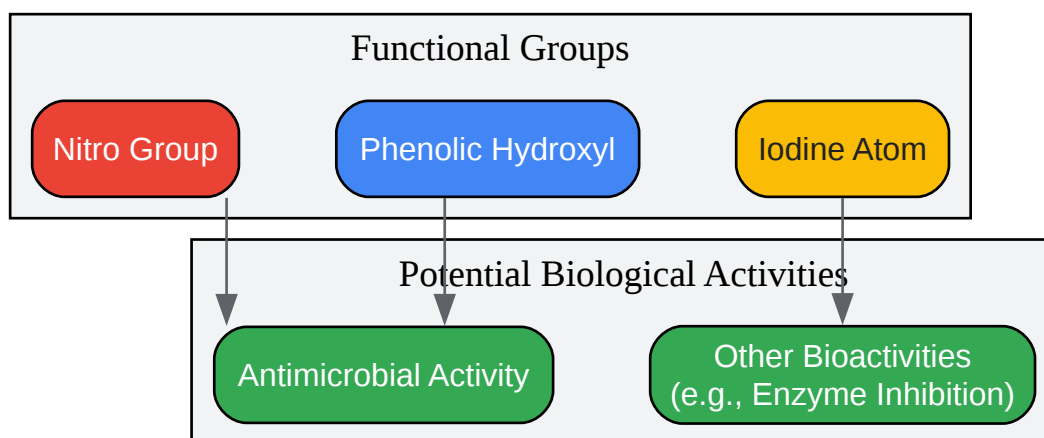 Functional Groups
Nitro Group
Phenolic Hydroxyl
Iodine Atom
Potential Biological Activities
Antimicrobial Activity
Other Bioactivities
(e.g., Enzyme Inhibition)